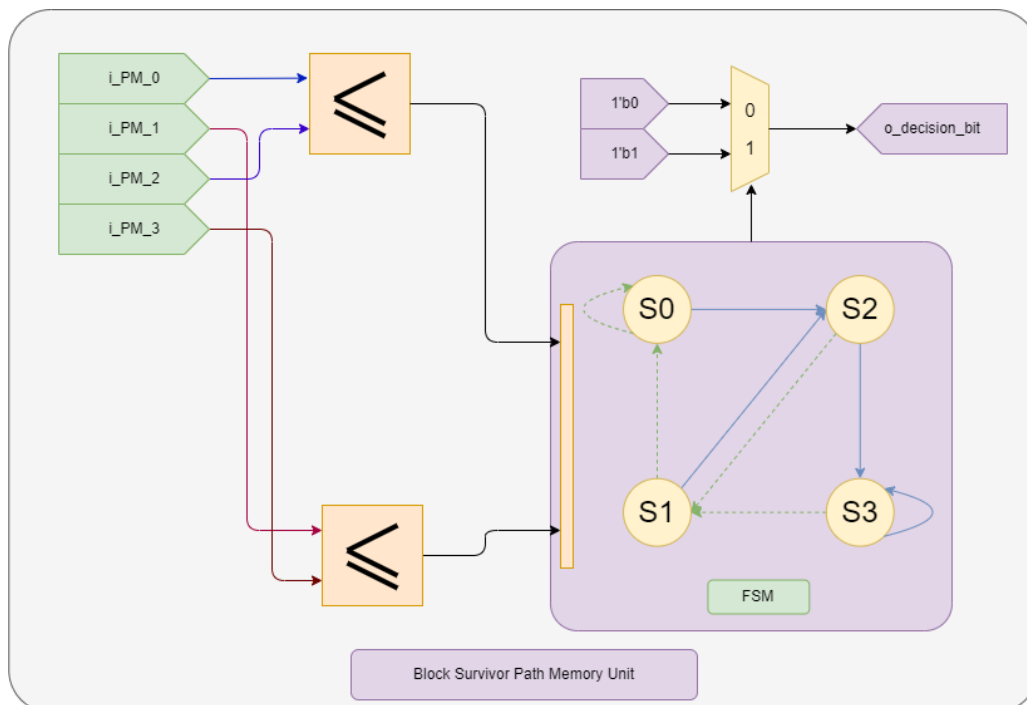 i_PM_0
i_PM_1
i_PM_2
i_PM_3
≤
≤
1'b0
1'b1
0
1
o_decision_bit
S0
S2
S1
S3
FSM
Block Survivor Path Memory Unit